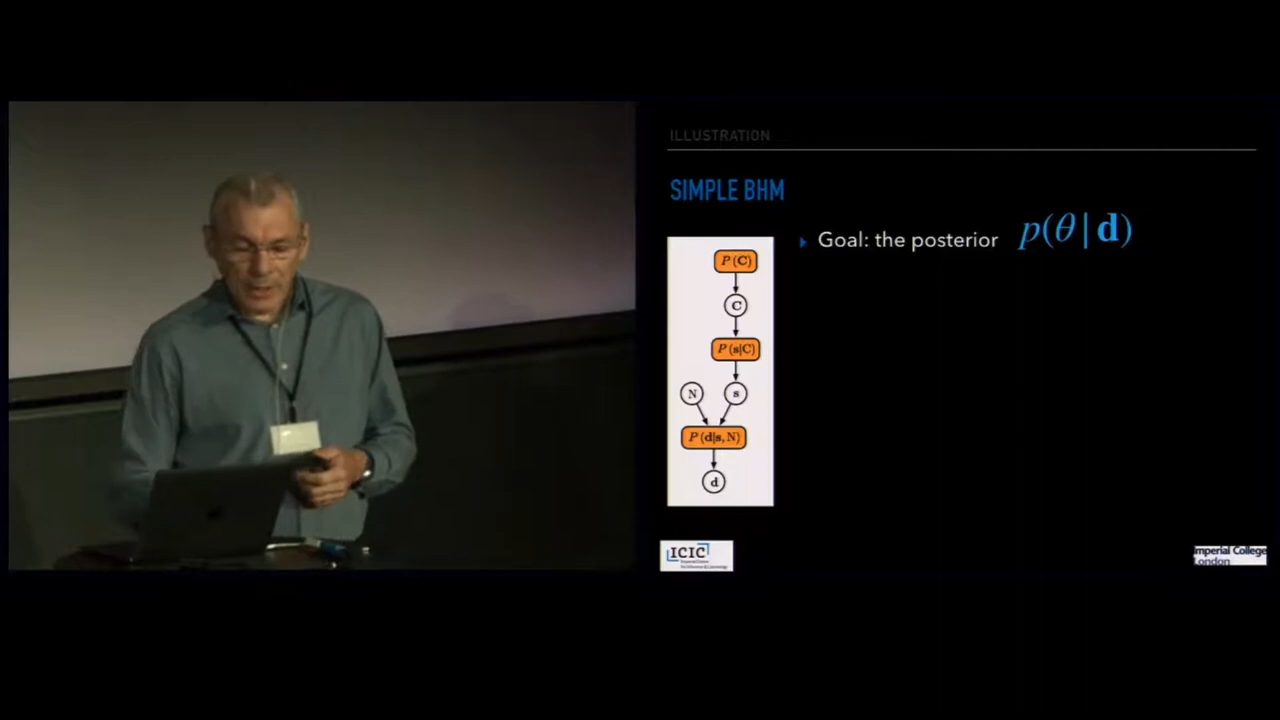 ILLUSTRATION
SIMPLE BHM
Goal: the posterior p(θ|d)
P(C)
C
P(s|C)
N s
P(d|s, N)
d
ICIC
Imperial College
London